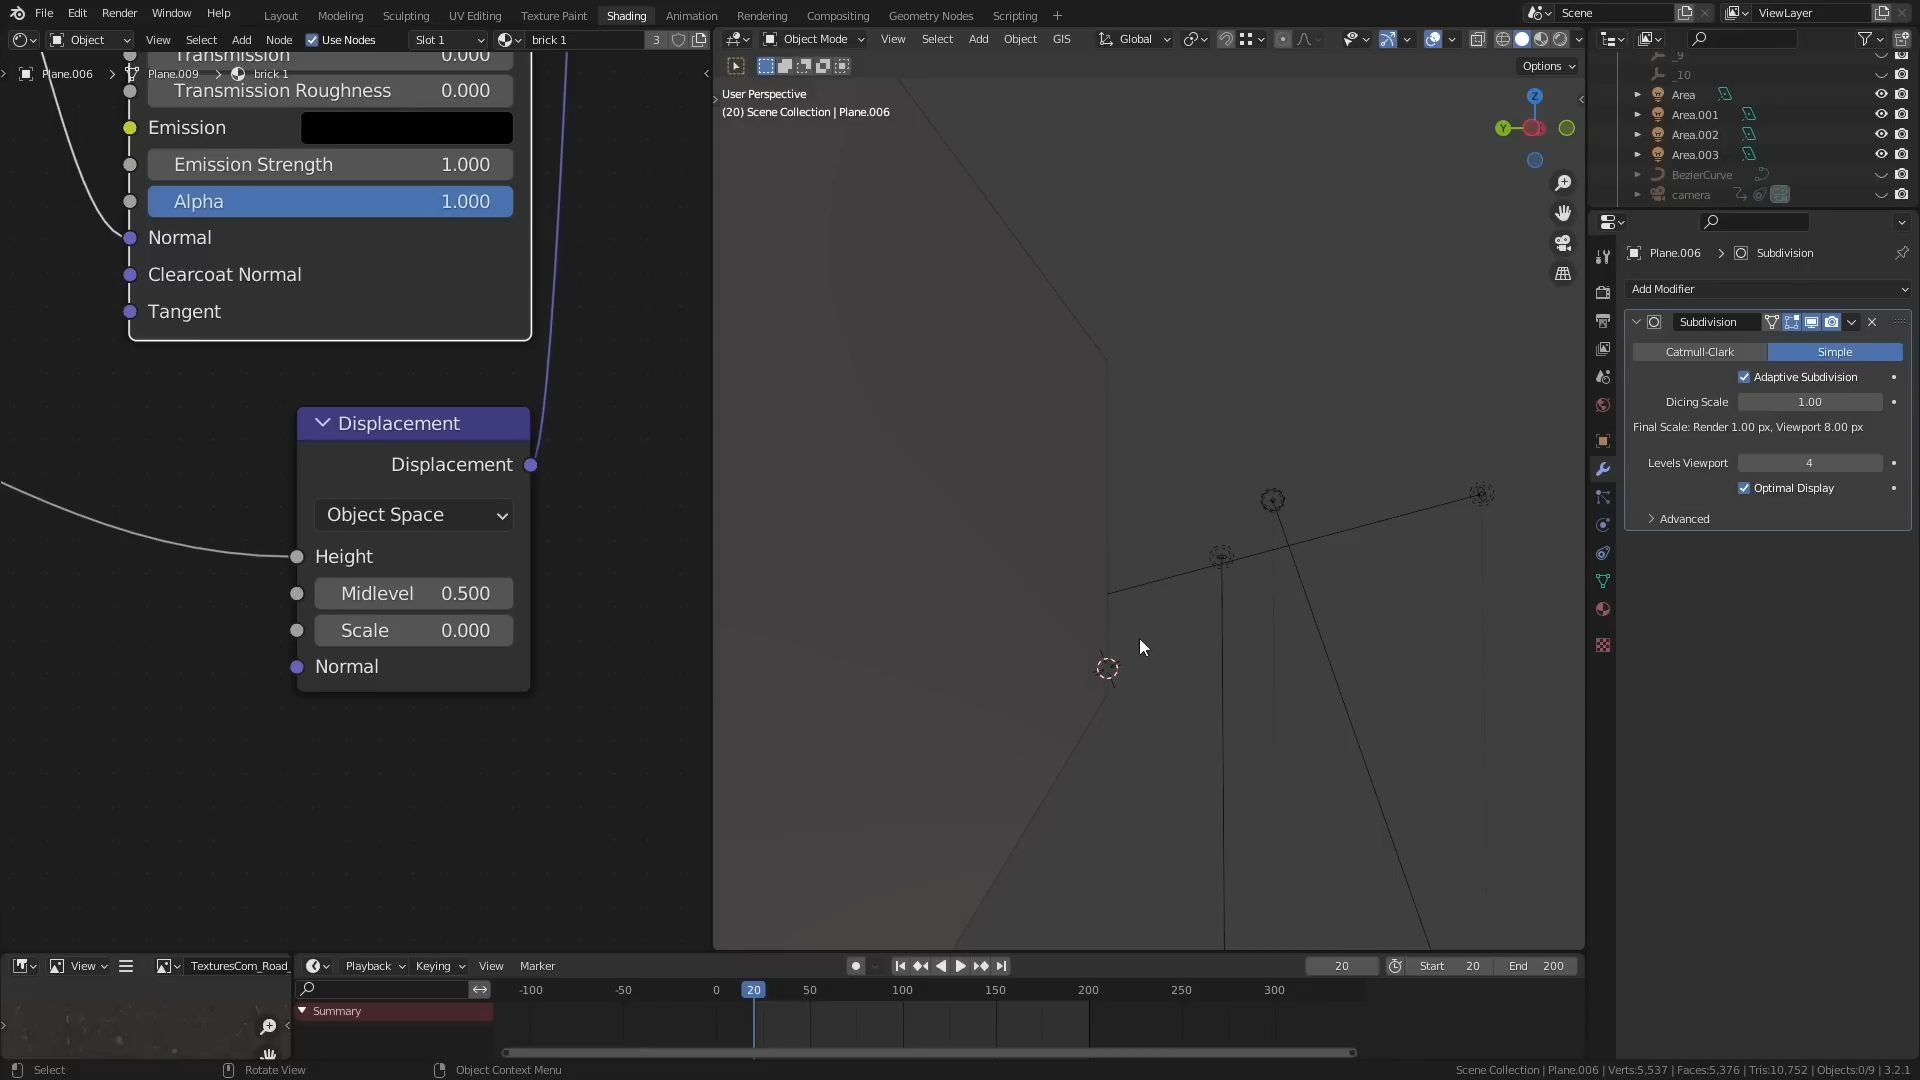 File Edit Render Window Help Layout Modeling Sculpting UV Editing Texture Paint Shading Animation Rendering Compositing Geometry Nodes Scripting + Scene ViewLayer
Object View Select Add Node Use Nodes Slot 1 brick 1 3
Object Mode View Select Add Object GIS Global
Options
Plane.006 > Plane.009 > brick 1
Transmission 0.000
Transmission Roughness 0.000
Emission
Emission Strength 1.000
Alpha 1.000
Normal
Clearcoat Normal
Tangent
Displacement
Displacement
Object Space
Height
Midlevel 0.500
Scale 0.000
Normal
User Perspective
(20) Scene Collection | Plane.006
Z
Y
_9
_10
Area
Area.001
Area.002
Area.003
BezierCurve
camera
Plane.006 > Subdivision
Add Modifier
Subdivision
Catmull-Clark Simple
Adaptive Subdivision
Dicing Scale 1.00
Final Scale: Render 1.00 px, Viewport 8.00 px
Levels Viewport 4
Optimal Display
Advanced
View TexturesCom_Road_
Playback Keying View Marker 20 Start 20 End 200
-100 -50 0 20 50 100 150 200 250 300
Summary
Select Rotate View Object Context Menu
Scene Collection | Plane.006 | Verts:5,537 | Faces:5,376 | Tris:10,752 | Objects:0/9 | 3.2.1